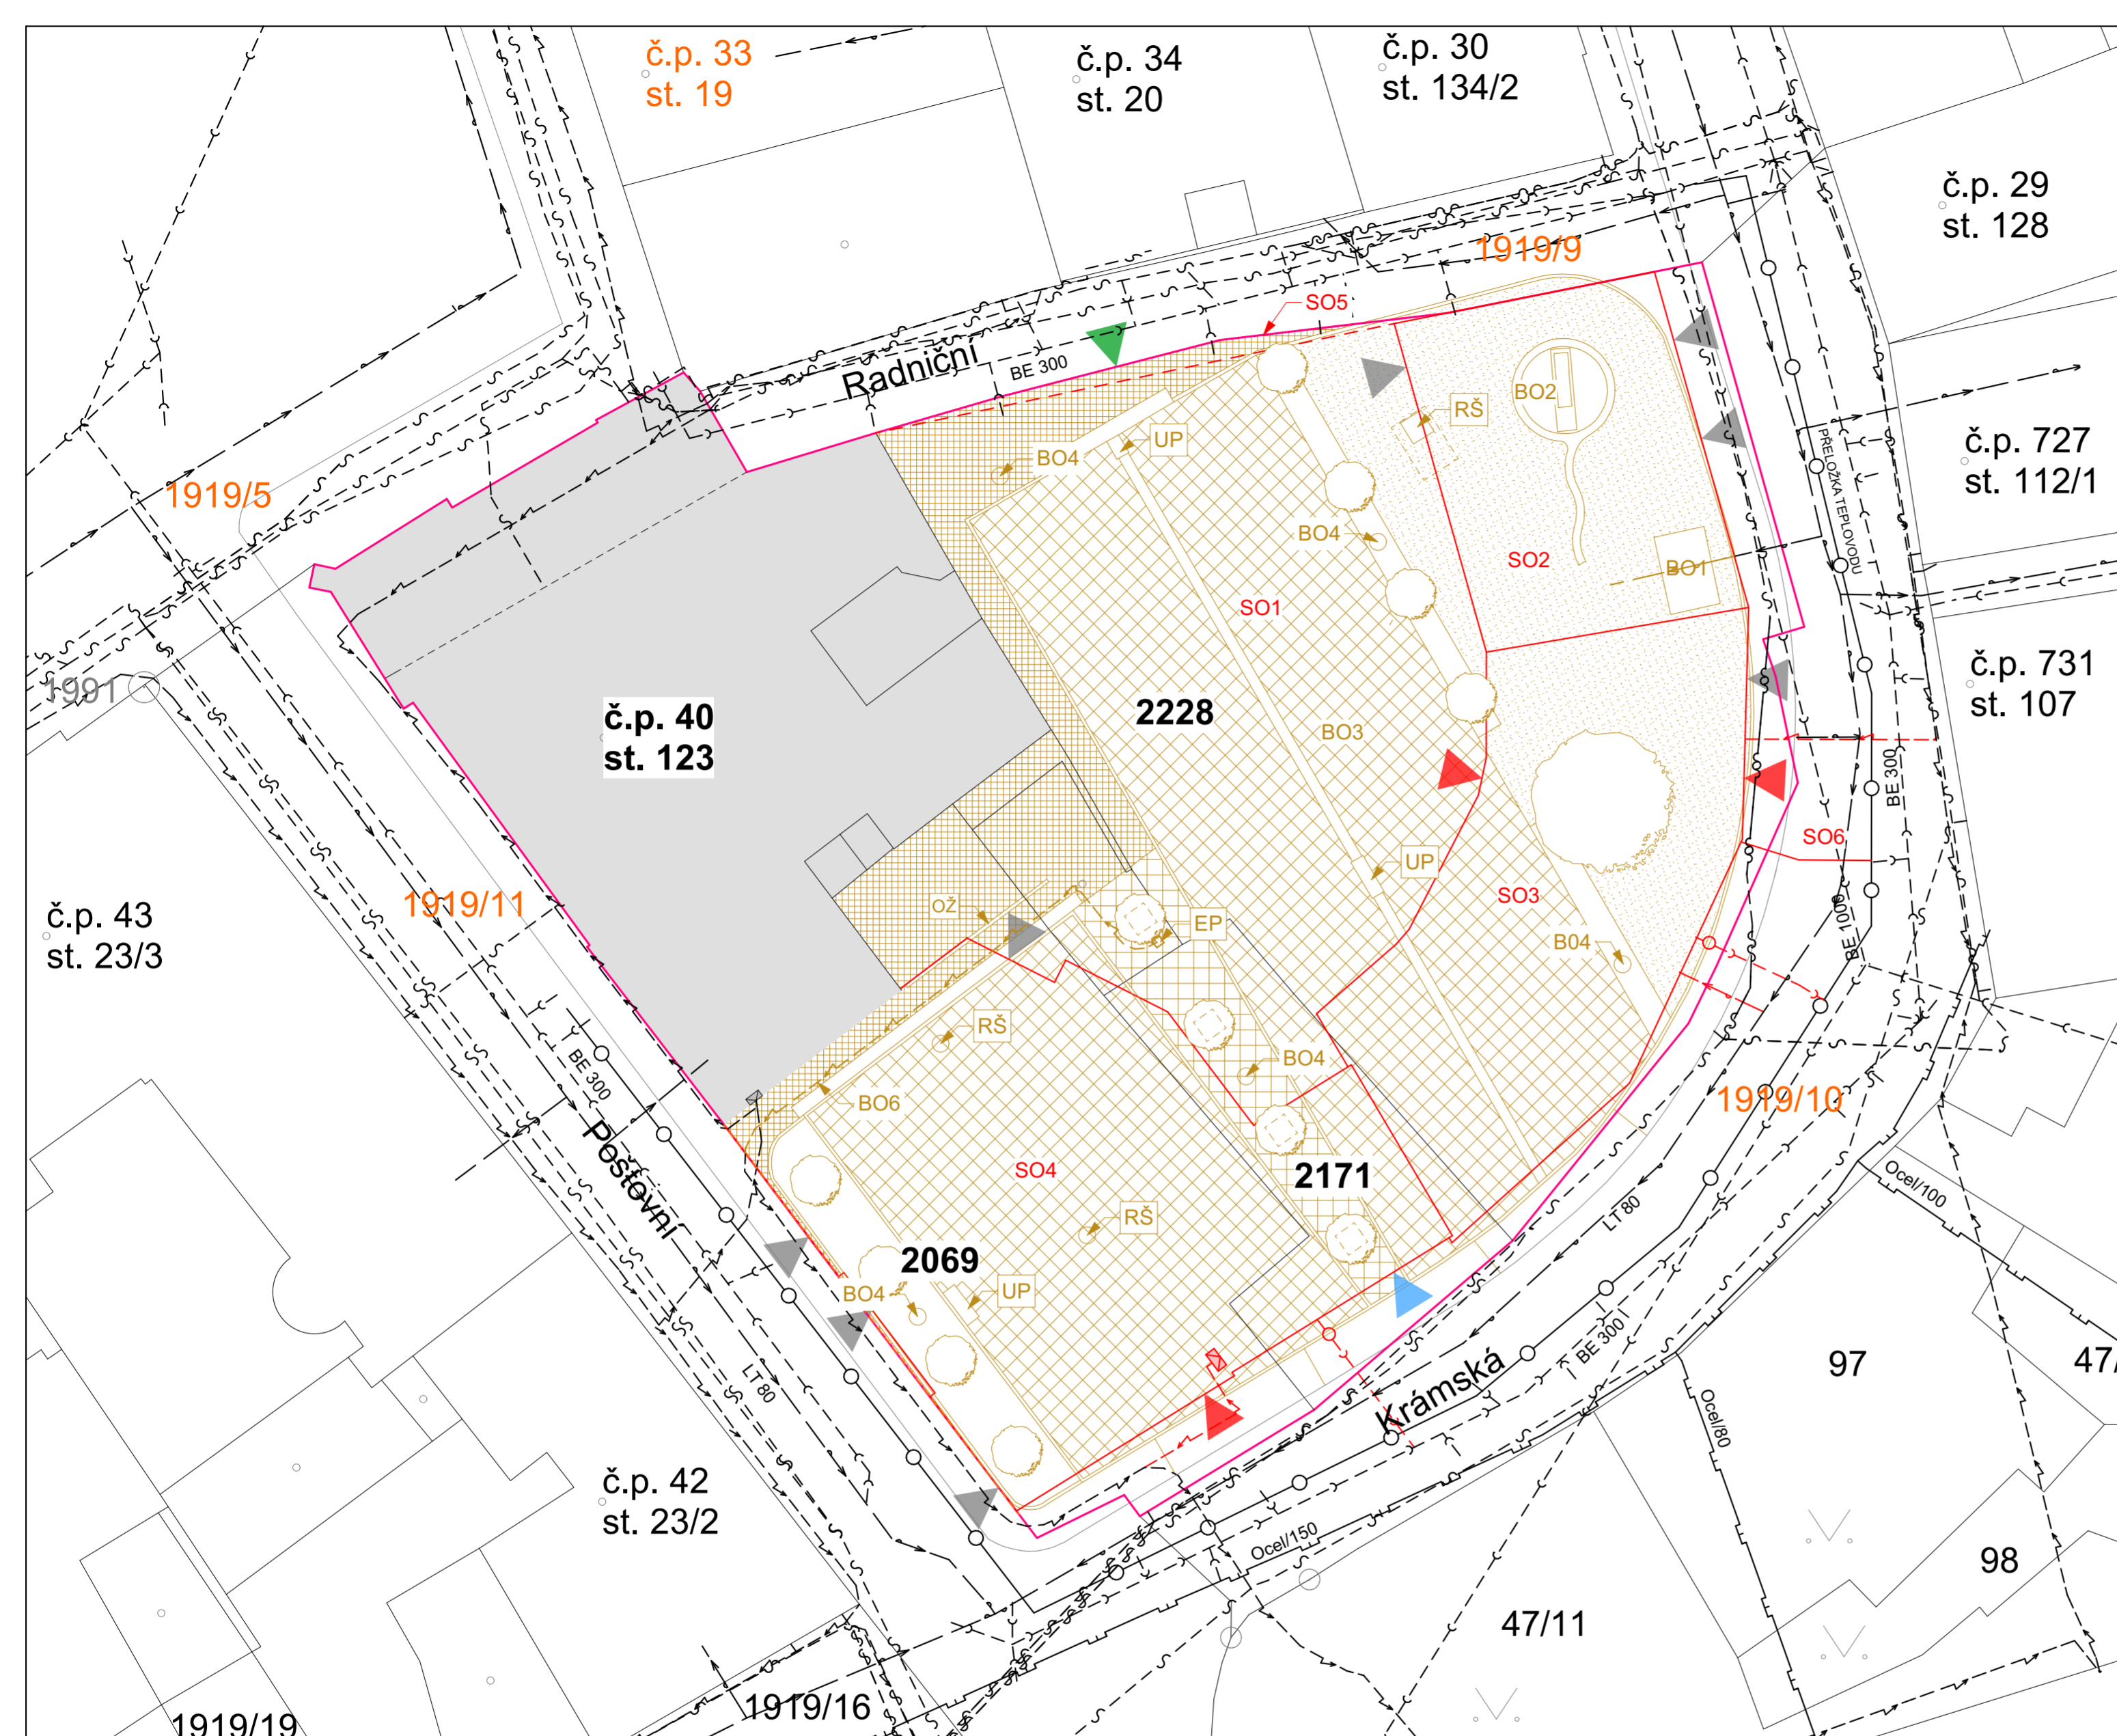 č.p. 33
st. 19
č.p. 34
st. 20
č.p. 30
st. 134/2
č.p. 29
st. 128
1919/9
SO5
Radniční
BE 300
BO2
RŠ
UP
BO4
č.p. 727
st. 112/1
PŘELOŽKA TEPLOVODU
1919/5
BO4
SO2
BO1
SO1
1991
č.p. 731
st. 107
č.p. 40
st. 123
2228
BO3
BE 300
SO6
UP
SO3
č.p. 43
st. 23/3
1919/11
OŽ
EP
B04
BE 1000
RŠ
BO4
BE 300
BO6
1919/10
Poštovní
SO4
2171
Ocel/100
RŠ
LT 80
2069
BO4
UP
BE 300
97
47/
LT 80
Krámská
Ocel/80
č.p. 42
st. 23/2
Ocel/150
98
47/11
1919/16
1919/19